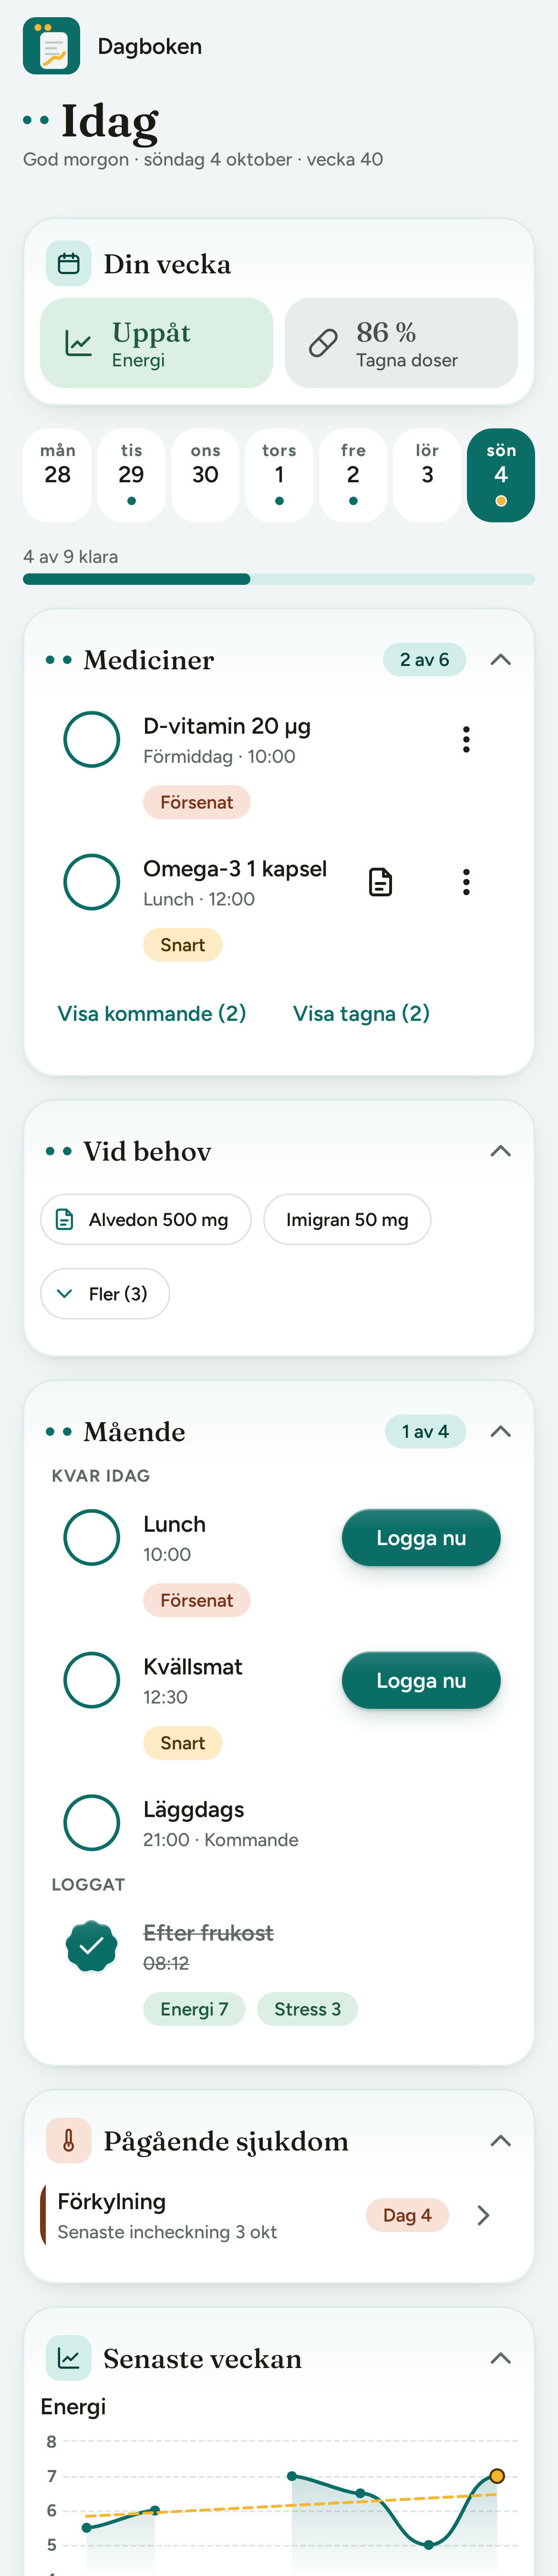 Dagboken
Idag
God morgon · söndag 4 oktober · vecka 40
Din vecka
Uppåt
Energi
86 %
Tagna doser
mån tis ons tors fre lör sön
28 29 30 1 2 3 4
4 av 9 klara
Mediciner 2 av 6
D-vitamin 20 µg
Förmiddag · 10:00
Försenat
Omega-3 1 kapsel
Lunch · 12:00
Snart
Visa kommande (2) Visa tagna (2)
Vid behov
Alvedon 500 mg Imigran 50 mg
Fler (3)
Mående 1 av 4
KVAR IDAG
Lunch
10:00
Försenat
Logga nu
Kvällsmat
12:30
Snart
Logga nu
Läggdags
21:00 · Kommande
LOGGAT
Efter frukost
08:12
Energi 7 Stress 3
Pågående sjukdom
Förkylning
Senaste incheckning 3 okt
Dag 4
Senaste veckan
Energi
8
7
6
5